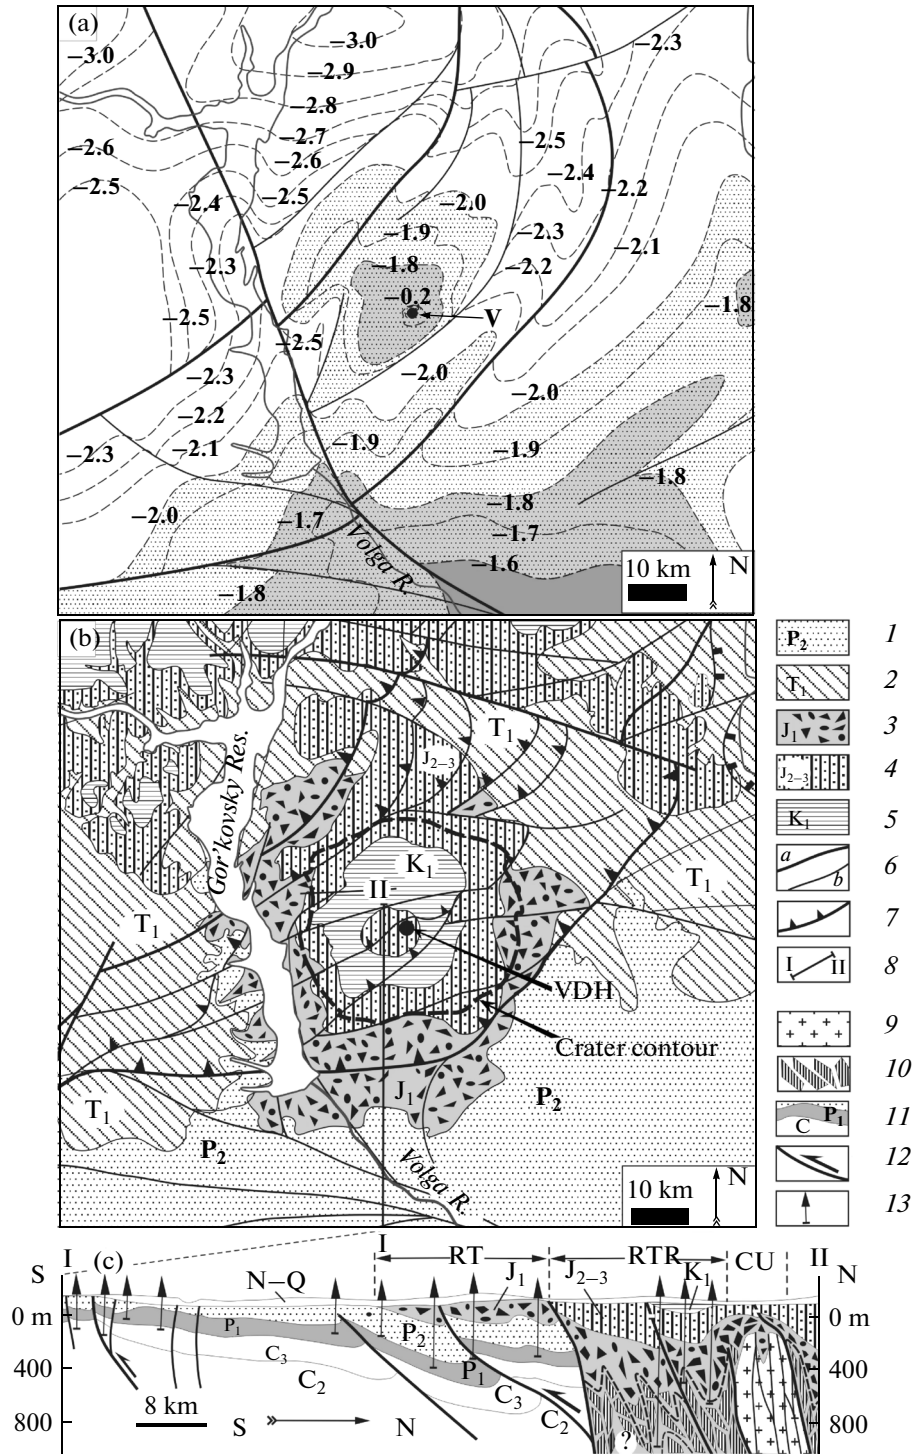 (a)
−3.0
−3.0
−2.3
−2.9
−2.8
−2.7
−2.5
−2.6
−2.6
−2.4
−2.5
−2.5
−2.2
−2.4
−2.0
−1.9
−2.3
−2.1
−2.3
−1.8
−2.2
−0.2
−1.8
V
−2.5
−2.5
−2.3
−2.0
−2.0
−2.2
−2.3
−2.1
−1.9
−1.9
−1.8
−1.8
−2.0
−1.7
−1.7
−1.6
−1.8
Volga R.
10 km
N
(b)
Gor'kovsky Res.
T1
J2–3
K1
II
T1
T1
VDH
Crater contour
J1
T1
P2
P2
Volga R.
10 km
N
P2 1
T1 2
J1 3
J2–3 4
K1 5
a b 6
7
I II 8
9
10
P1 C 11
12
13
I
S I (c) RT RTR CU II N
N–Q J1 J2–3 K1
0 m 0 m
P1 P2
C3 P1
400 C2 C3 400
C2
8 km
800 S N ? 800